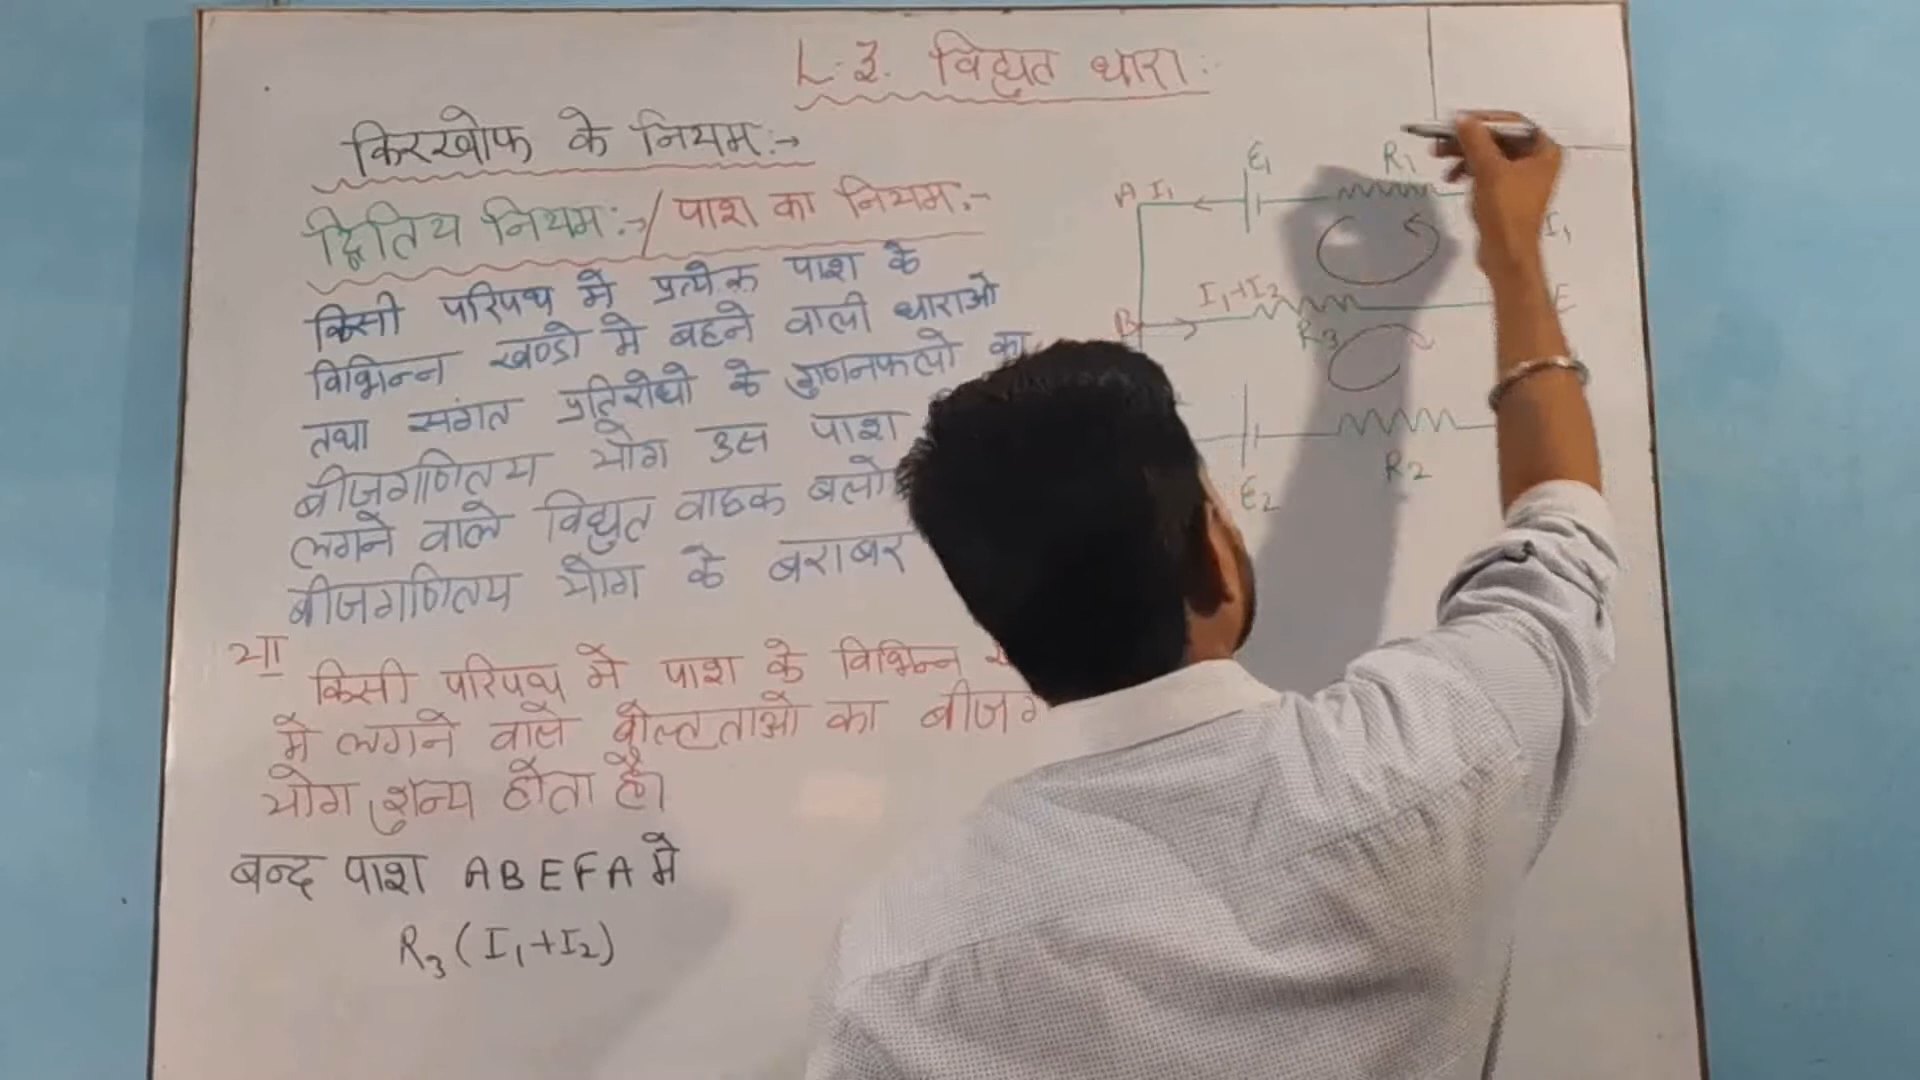 L-3. विद्युत धारा:-
किरखोफ के नियम:→
द्वितिय नियम:→/पाश का नियम:-
किसी परिपथ मे प्रत्येक पाश के
विभिन्न खण्डो मे बहने वाली धाराओ
तथा संगत प्रतिरोधो के गुणनफलो का
बीजगणितय योग उस पाश
लगने वाले विद्युत वाहक बलो
बीजगणितय योग के बराबर
या
किसी परिपथ में पाश के विभिन्न
में लगने वाले वोल्टताओ का
योग शुन्य होता है।
बन्द पाश ABEFA मे
R₃(I₁+I₂)
A I₁ ε₁ R₁
I₁
B I₁+I₂ R₃ E
ε₂ R₂